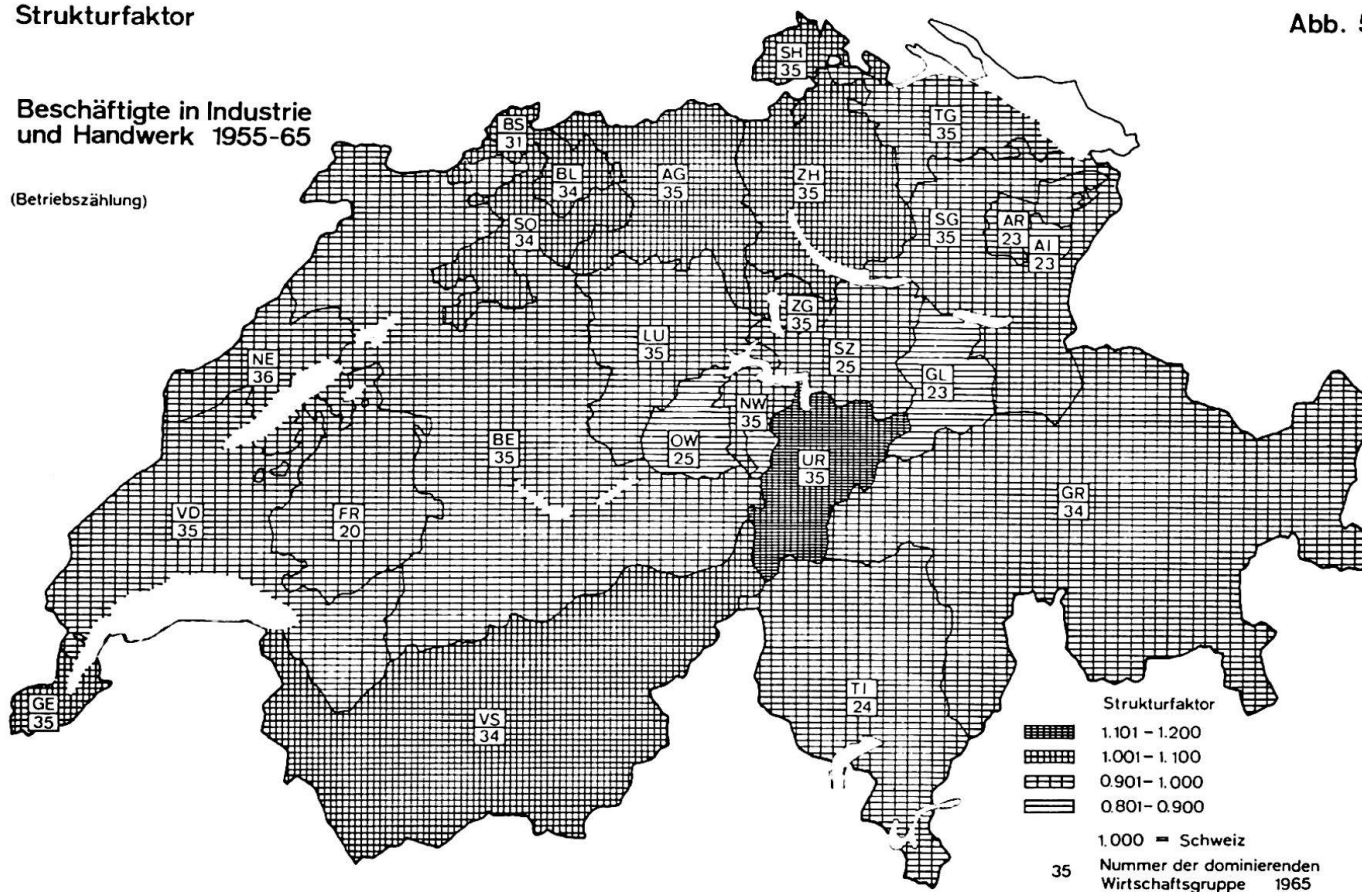 Strukturfaktor
Abb. 5
Beschäftigte in Industrie
und Handwerk 1955-65
(Betriebszählung)
SH
35
BS
31
TG
35
BL
34
AG
35
ZH
35
SO
34
SG
35
AR
23
AI
23
ZG
35
LU
35
SZ
25
NE
36
GL
23
NW
35
BE
35
OW
25
UR
35
GR
34
VD
35
FR
20
GE
35
VS
34
TI
24
Strukturfaktor
1.101 - 1.200
1.001 - 1.100
0.901 - 1.000
0.801 - 0.900
1.000 = Schweiz
35 Nummer der dominierenden
Wirtschaftsgruppe 1965